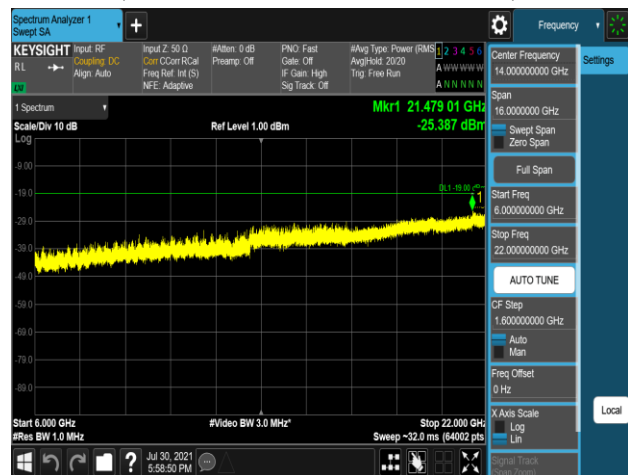 Spectrum Analyzer 1
Swept SA
Frequency
KEYSIGHT
RL
Input: RF
Coupling: DC
Align: Auto
Input Z: 50 Ω
Corr CCorr RCal
Freq Ref: Int (S)
NFE: Adaptive
#Atten: 0 dB
Preamp: Off
PNO: Fast
Gate: Off
IF Gain: High
Sig Track: Off
#Avg Type: Power (RMS
Avg|Hold: 20/20
Trig: Free Run
1 2 3 4 5 6
A W W W W W
A N N N N N
1 Spectrum
Scale/Div 10 dB
Log
Ref Level 1.00 dBm
Mkr1 21.479 01 GHz
-25.387 dBm
DL1 -19.00 dBm
1
-9.00
-19.0
-29.0
-39.0
-49.0
-59.0
-69.0
-79.0
-89.0
Start 6.000 GHz
#Res BW 1.0 MHz
#Video BW 3.0 MHz*
Stop 22.000 GHz
Sweep ~32.0 ms (64002 pts
?
Jul 30, 2021
5:58:50 PM
Center Frequency
14.000000000 GHz
Span
16.0000000 GHz
Swept Span
Zero Span
Full Span
Start Freq
6.000000000 GHz
Stop Freq
22.000000000 GHz
AUTO TUNE
CF Step
1.600000000 GHz
Auto
Man
Freq Offset
0 Hz
X Axis Scale
Log
Lin
Signal Track
(Span Zoom)
Settings
Local